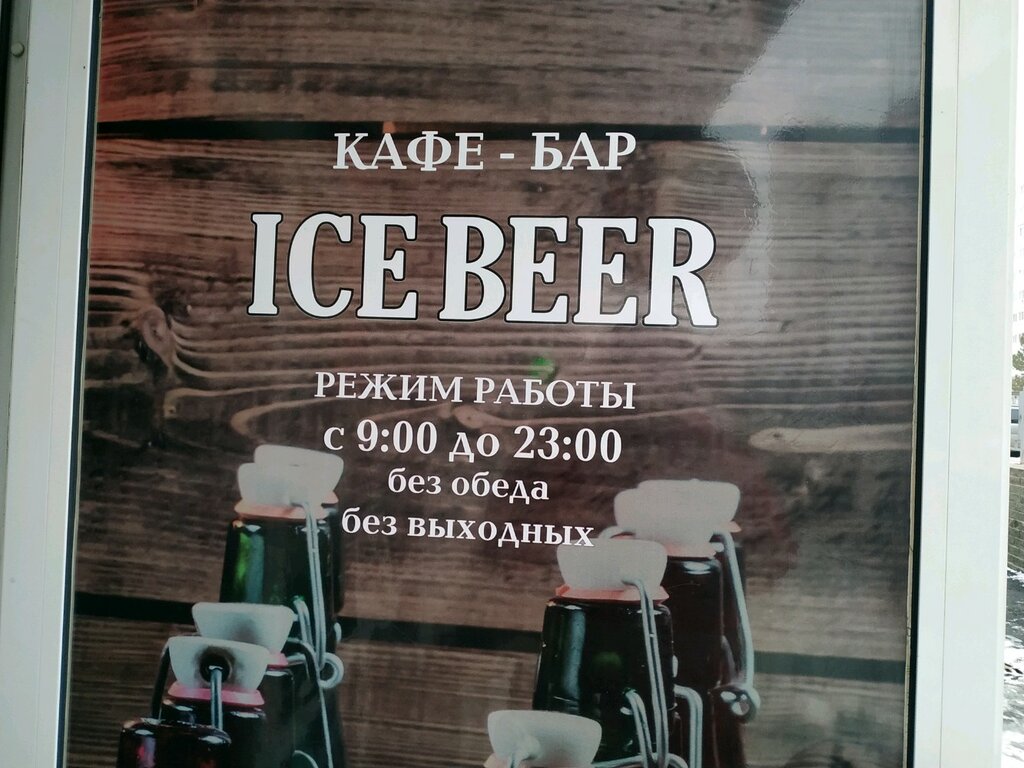 КАФЕ - БАР
ICE BEER
РЕЖИМ РАБОТЫ
с 9:00 до 23:00
без обеда
без выходных